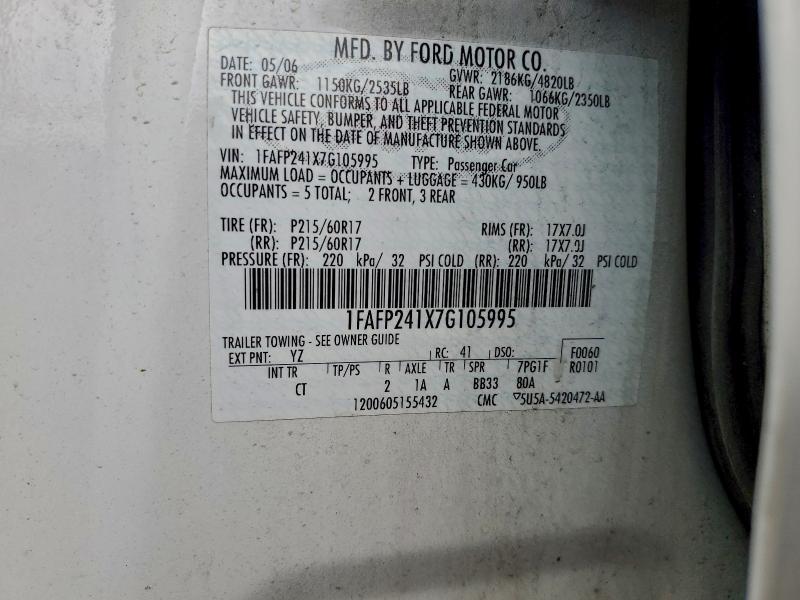 MFD. BY FORD MOTOR CO.
DATE: 05/06 GVWR: 2186KG/4820LB
FRONT GAWR: 1150KG/2535LB REAR GAWR: 1066KG/2350LB
THIS VEHICLE CONFORMS TO ALL APPLICABLE FEDERAL MOTOR
VEHICLE SAFETY, BUMPER, AND THEFT PREVENTION STANDARDS
IN EFFECT ON THE DATE OF MANUFACTURE SHOWN ABOVE.
VIN: 1FAFP241X7G105995 TYPE: Passenger Car
MAXIMUM LOAD = OCCUPANTS + LUGGAGE = 430KG/ 950LB
OCCUPANTS = 5 TOTAL; 2 FRONT, 3 REAR
TIRE (FR): P215/60R17 RIMS (FR): 17X7.0J
(RR): P215/60R17 (RR): 17X7.0J
PRESSURE (FR): 220 kPa/ 32 PSI COLD (RR): 220 kPa/ 32 PSI COLD
1FAFP241X7G105995
TRAILER TOWING - SEE OWNER GUIDE
EXT PNT: YZ RC: 41 DSO: F0060
INT TR TP/PS R AXLE TR SPR 7PG1F R0101
CT 2 1A A BB33 80A
1200605155432 CMC ▽5U5A-5420472-AA